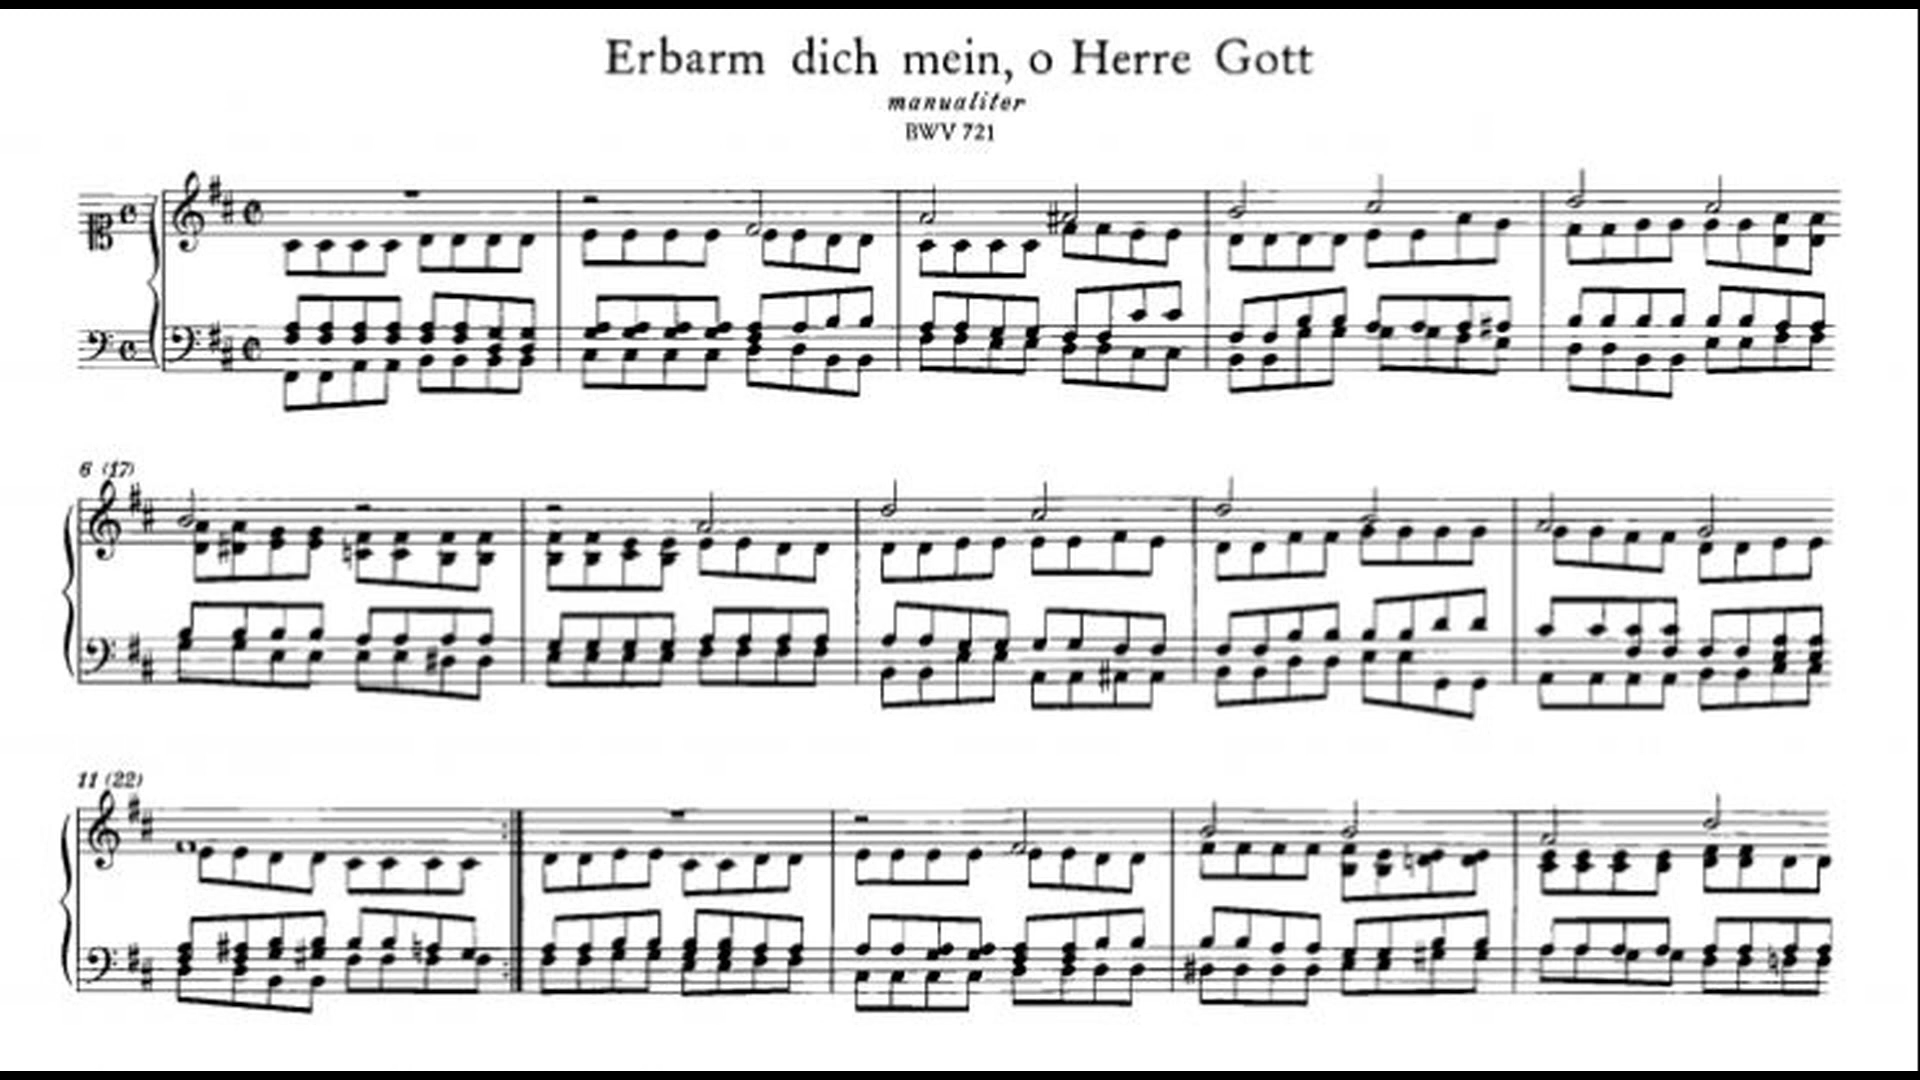 Erbarm dich mein, o Herre Gott
manualiter
BWV 721
6 (17)
11 (22)